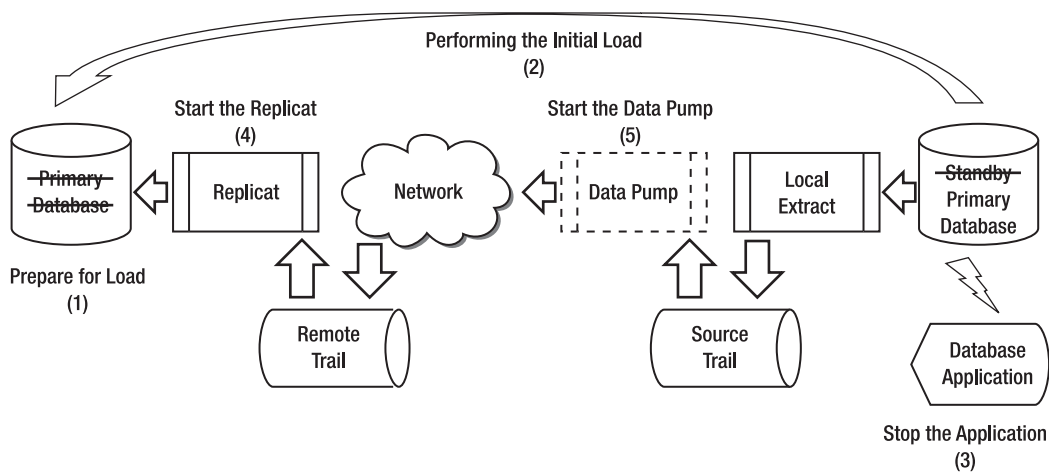 Performing the Initial Load
(2)
Start the Replicat
(4)
Start the Data Pump
(5)
Primary
Database
Replicat
Network
Data Pump
Local
Extract
Standby
Primary
Database
Prepare for Load
(1)
Remote
Trail
Source
Trail
Database
Application
Stop the Application
(3)